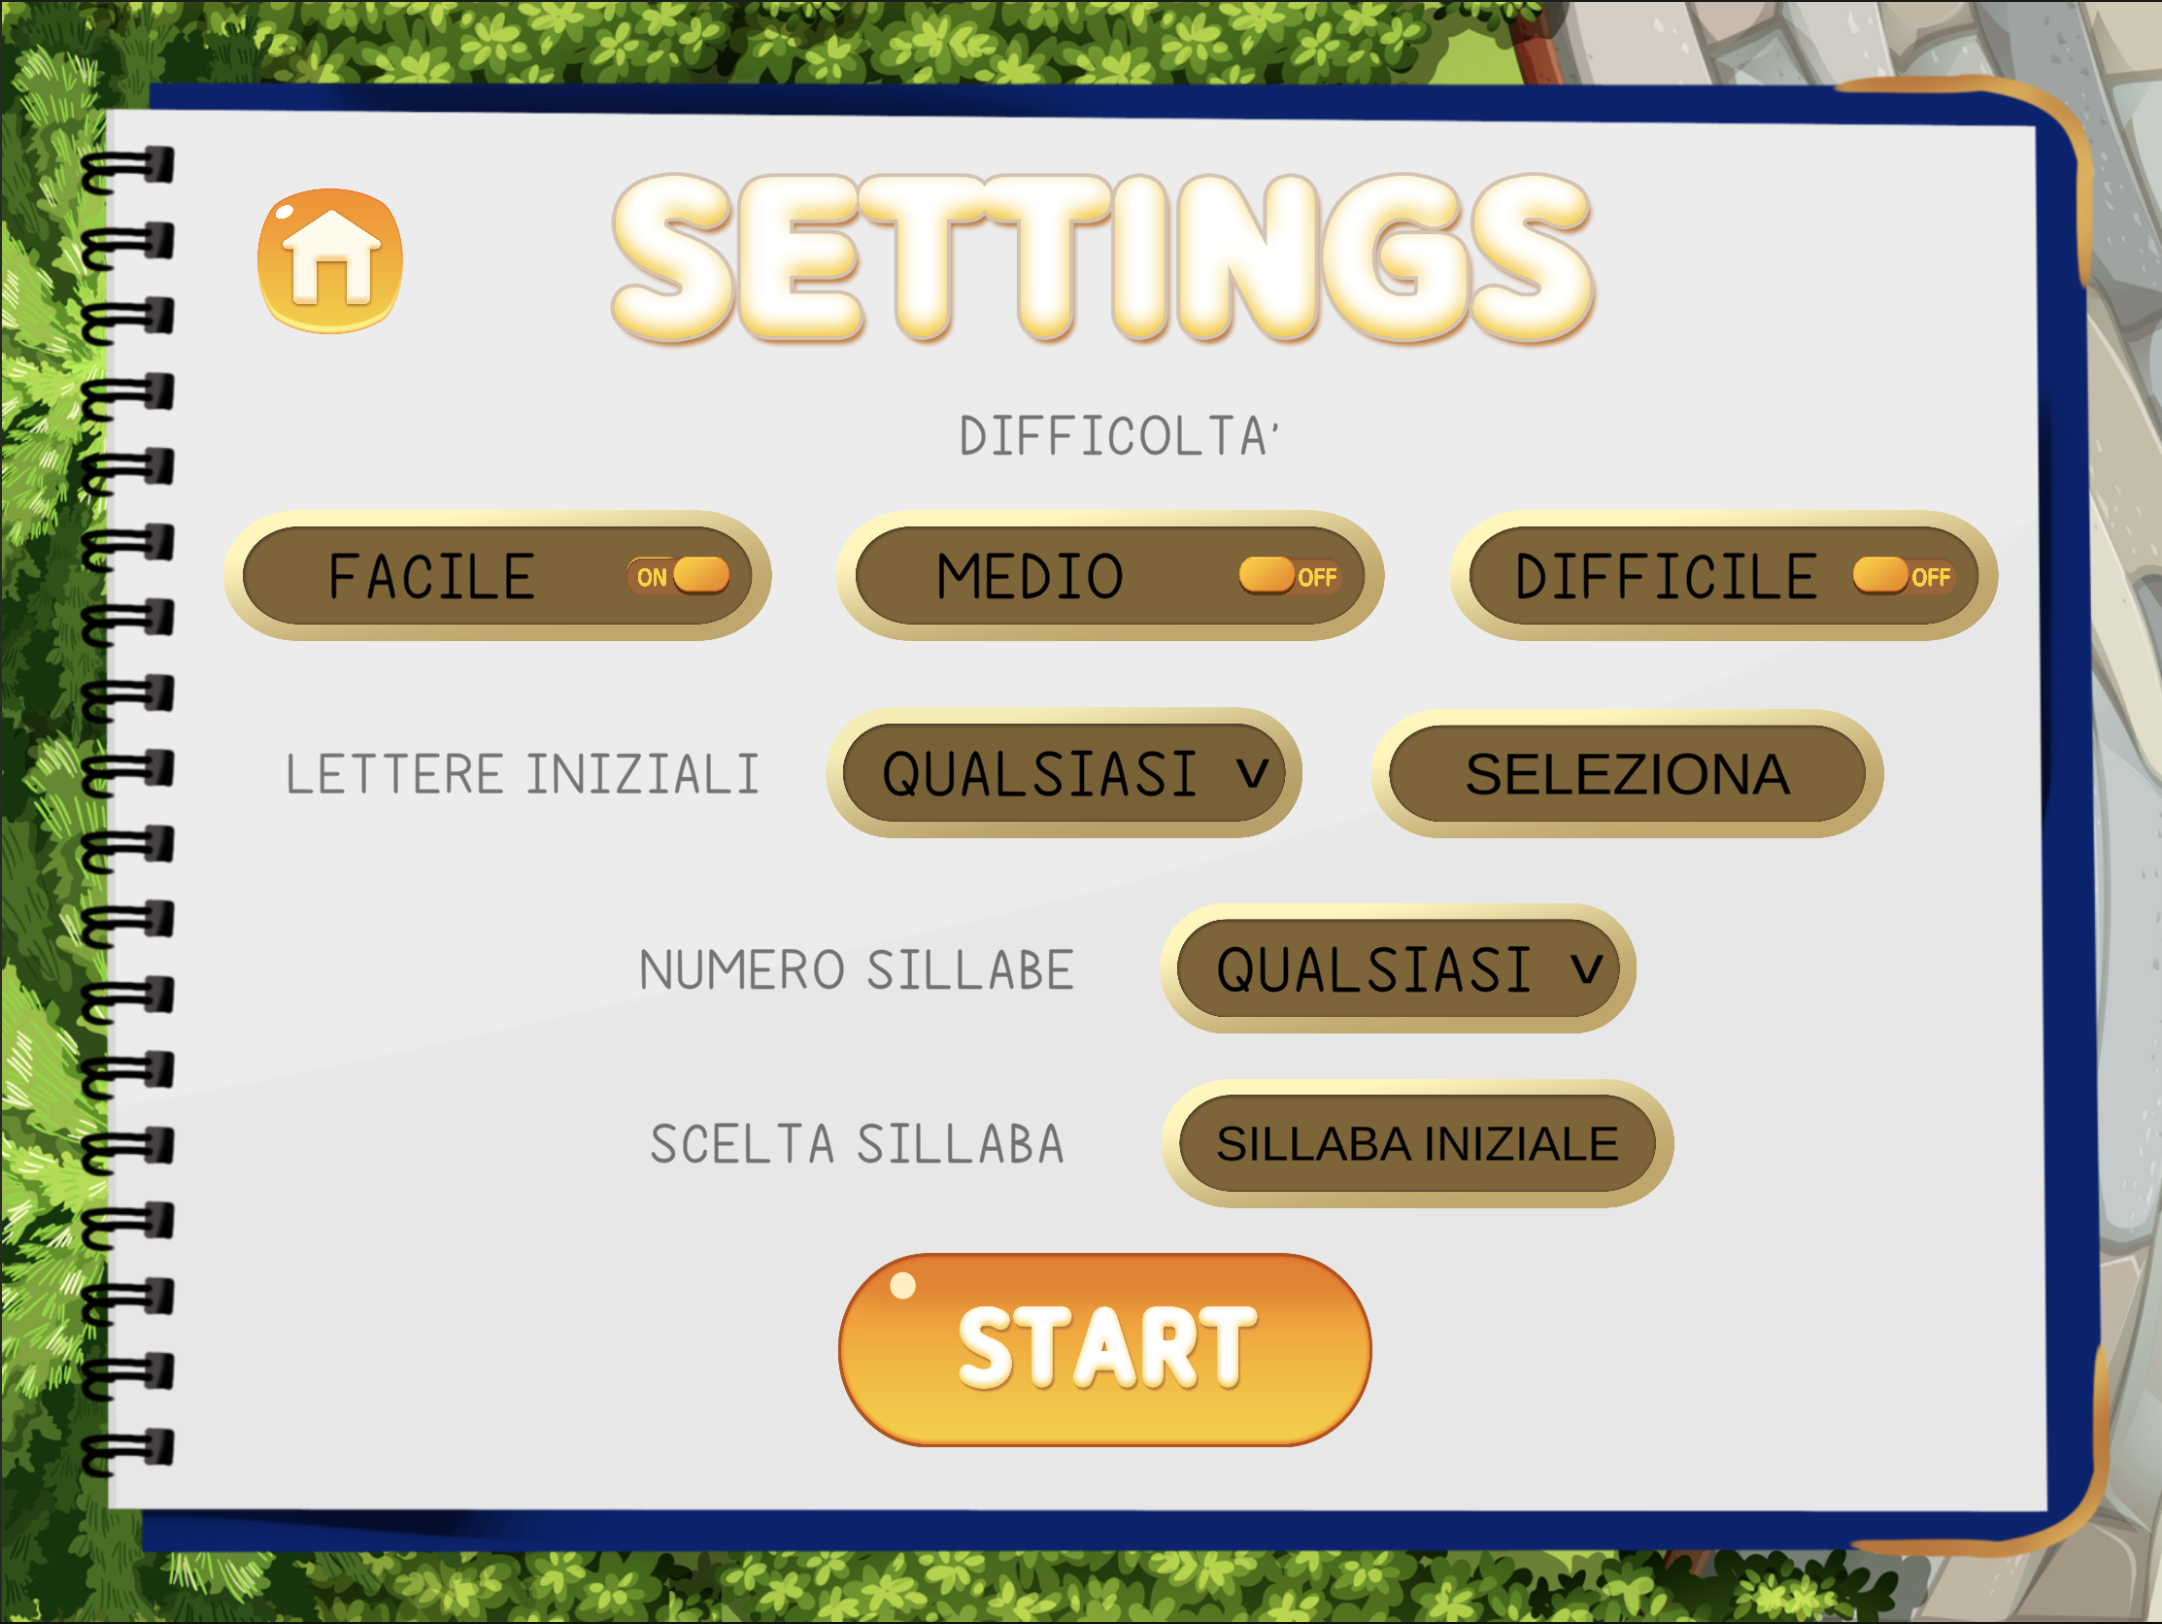 SETTINGS
DIFFICOLTA'
FACILE ON MEDIO OFF DIFFICILE OFF
LETTERE INIZIALI QUALSIASI V SELEZIONA
NUMERO SILLABE QUALSIASI V
SCELTA SILLABA SILLABA INIZIALE
START